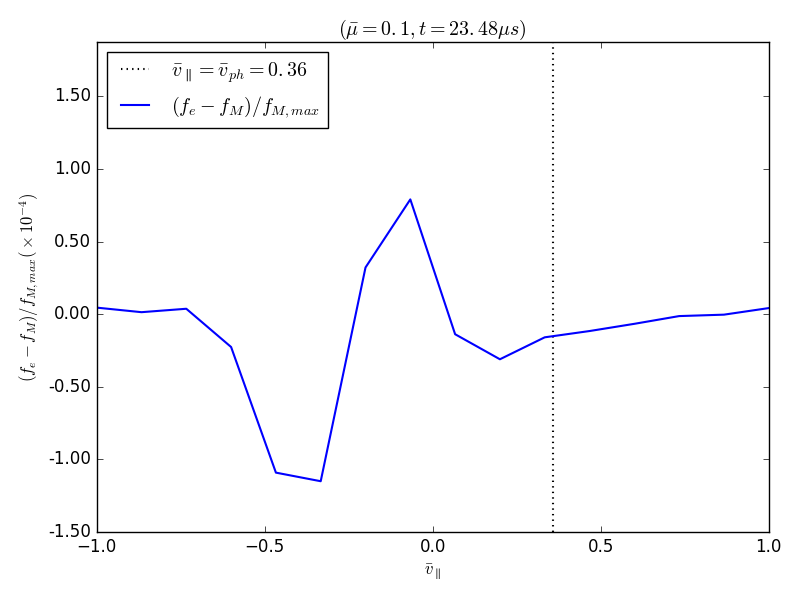 (μ̄ = 0.1, t = 23.48μs)
v̄∥ = v̄ph = 0.36
(fe − fM)/fM,max
(fe − fM)/fM,max(×10⁻⁴)
1.50
1.00
0.50
0.00
-0.50
-1.00
-1.50
−1.0 −0.5 0.0 0.5 1.0
v̄∥